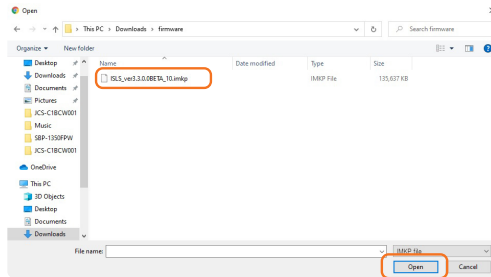 Open
This PC > Downloads > firmware
Search firmware
Organize
New folder
Name
Date modified
Type
Size
Desktop
Downloads
Documents
Pictures
JCS-C1BCW001
Music
SBP-1350FPW
JCS-C1BCW001
OneDrive
This PC
3D Objects
Desktop
Documents
Downloads
ISLS_ver3.3.0.0BETA_10.imkp
IMKP File
135,637 KB
File name:
IMKP file
Open
Cancel